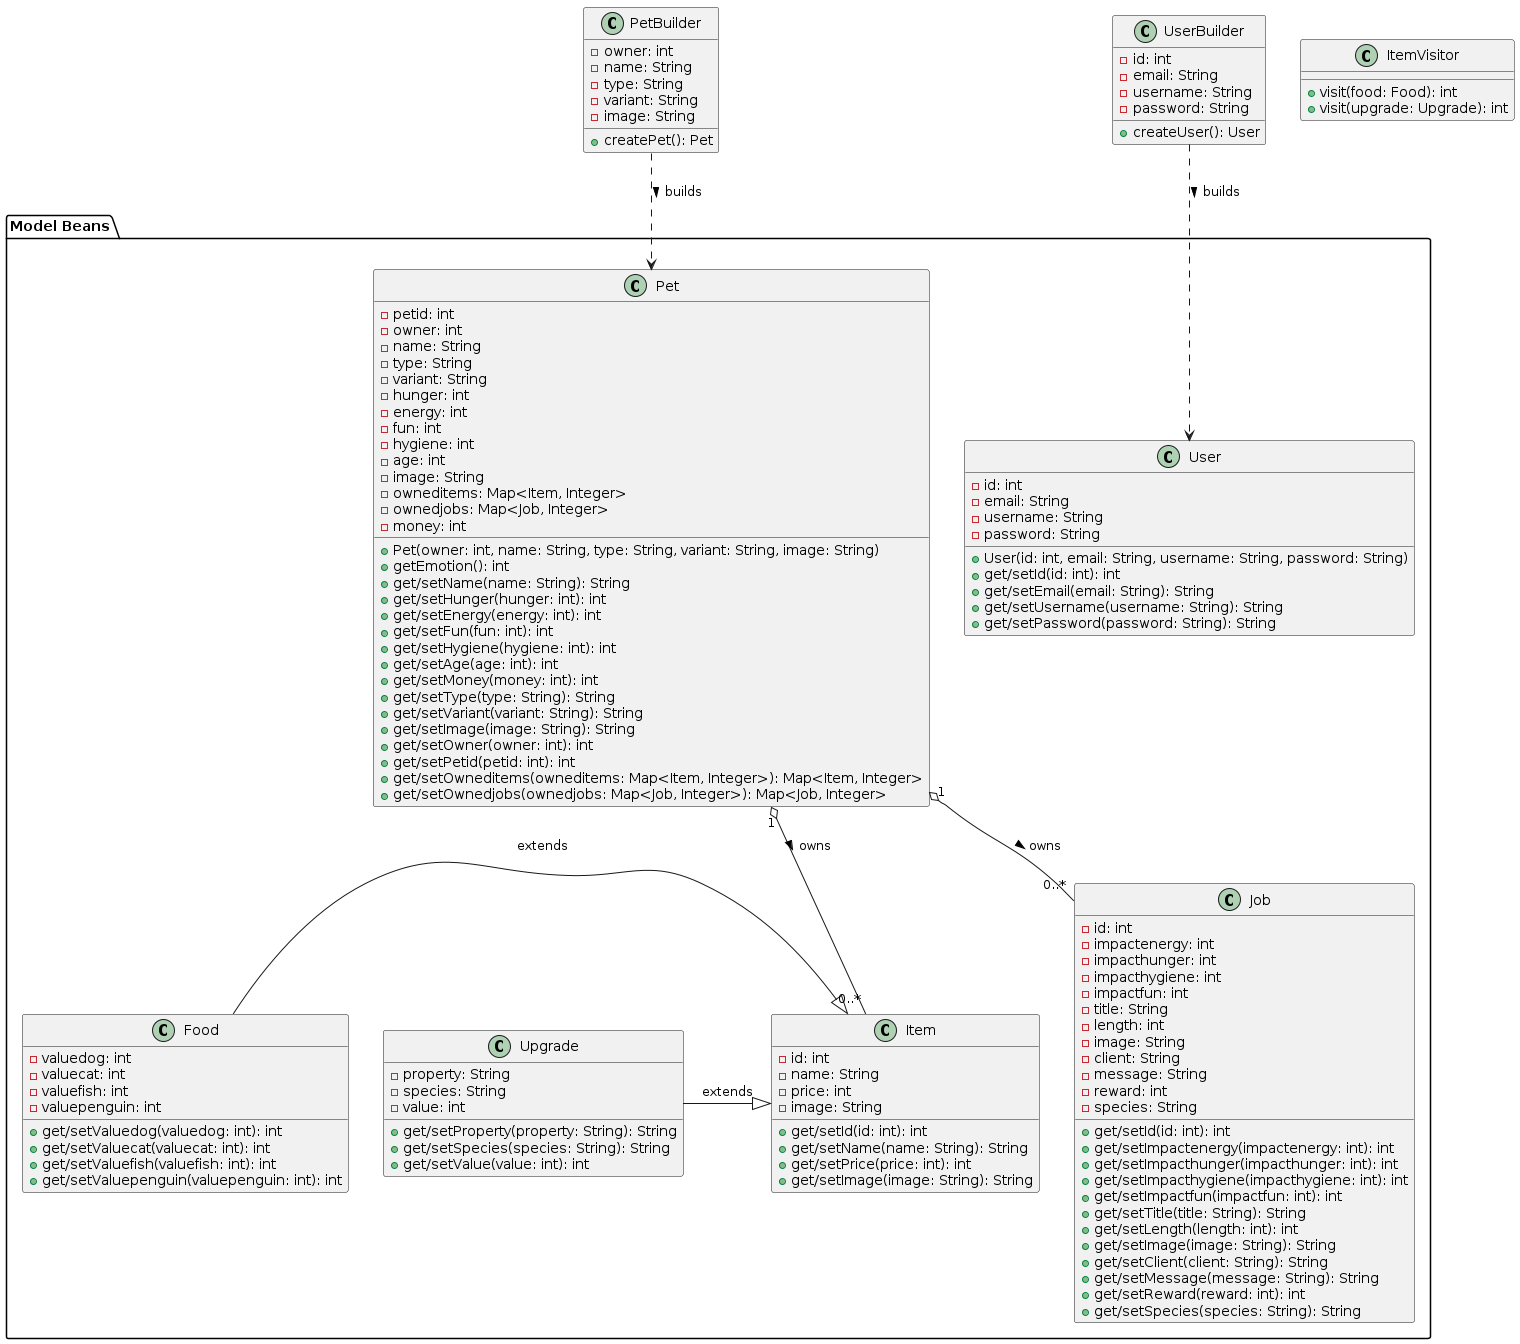 C PetBuilder
owner: int
name: String
type: String
variant: String
image: String
createPet(): Pet
C UserBuilder
id: int
email: String
username: String
password: String
createUser(): User
C ItemVisitor
visit(food: Food): int
visit(upgrade: Upgrade): int
builds
builds
Model Beans
C Pet
petid: int
owner: int
name: String
type: String
variant: String
hunger: int
energy: int
fun: int
hygiene: int
age: int
image: String
owneditems: Map<Item, Integer>
ownedjobs: Map<Job, Integer>
money: int
Pet(owner: int, name: String, type: String, variant: String, image: String)
getEmotion(): int
get/setName(name: String): String
get/setHunger(hunger: int): int
get/setEnergy(energy: int): int
get/setFun(fun: int): int
get/setHygiene(hygiene: int): int
get/setAge(age: int): int
get/setMoney(money: int): int
get/setType(type: String): String
get/setVariant(variant: String): String
get/setImage(image: String): String
get/setOwner(owner: int): int
get/setPetid(petid: int): int
get/setOwneditems(owneditems: Map<Item, Integer>): Map<Item, Integer>
get/setOwnedjobs(ownedjobs: Map<Job, Integer>): Map<Job, Integer>
C User
id: int
email: String
username: String
password: String
User(id: int, email: String, username: String, password: String)
get/setId(id: int): int
get/setEmail(email: String): String
get/setUsername(username: String): String
get/setPassword(password: String): String
1
1
extends
owns
owns
0..*
0..*
C Food
valuedog: int
valuecat: int
valuefish: int
valuepenguin: int
get/setValuedog(valuedog: int): int
get/setValuecat(valuecat: int): int
get/setValuefish(valuefish: int): int
get/setValuepenguin(valuepenguin: int): int
C Upgrade
property: String
species: String
value: int
get/setProperty(property: String): String
get/setSpecies(species: String): String
get/setValue(value: int): int
extends
C Item
id: int
name: String
price: int
image: String
get/setId(id: int): int
get/setName(name: String): String
get/setPrice(price: int): int
get/setImage(image: String): String
C Job
id: int
impactenergy: int
impacthunger: int
impacthygiene: int
impactfun: int
title: String
length: int
image: String
client: String
message: String
reward: int
species: String
get/setId(id: int): int
get/setImpactenergy(impactenergy: int): int
get/setImpacthunger(impacthunger: int): int
get/setImpacthygiene(impacthygiene: int): int
get/setImpactfun(impactfun: int): int
get/setTitle(title: String): String
get/setLength(length: int): int
get/setImage(image: String): String
get/setClient(client: String): String
get/setMessage(message: String): String
get/setReward(reward: int): int
get/setSpecies(species: String): String